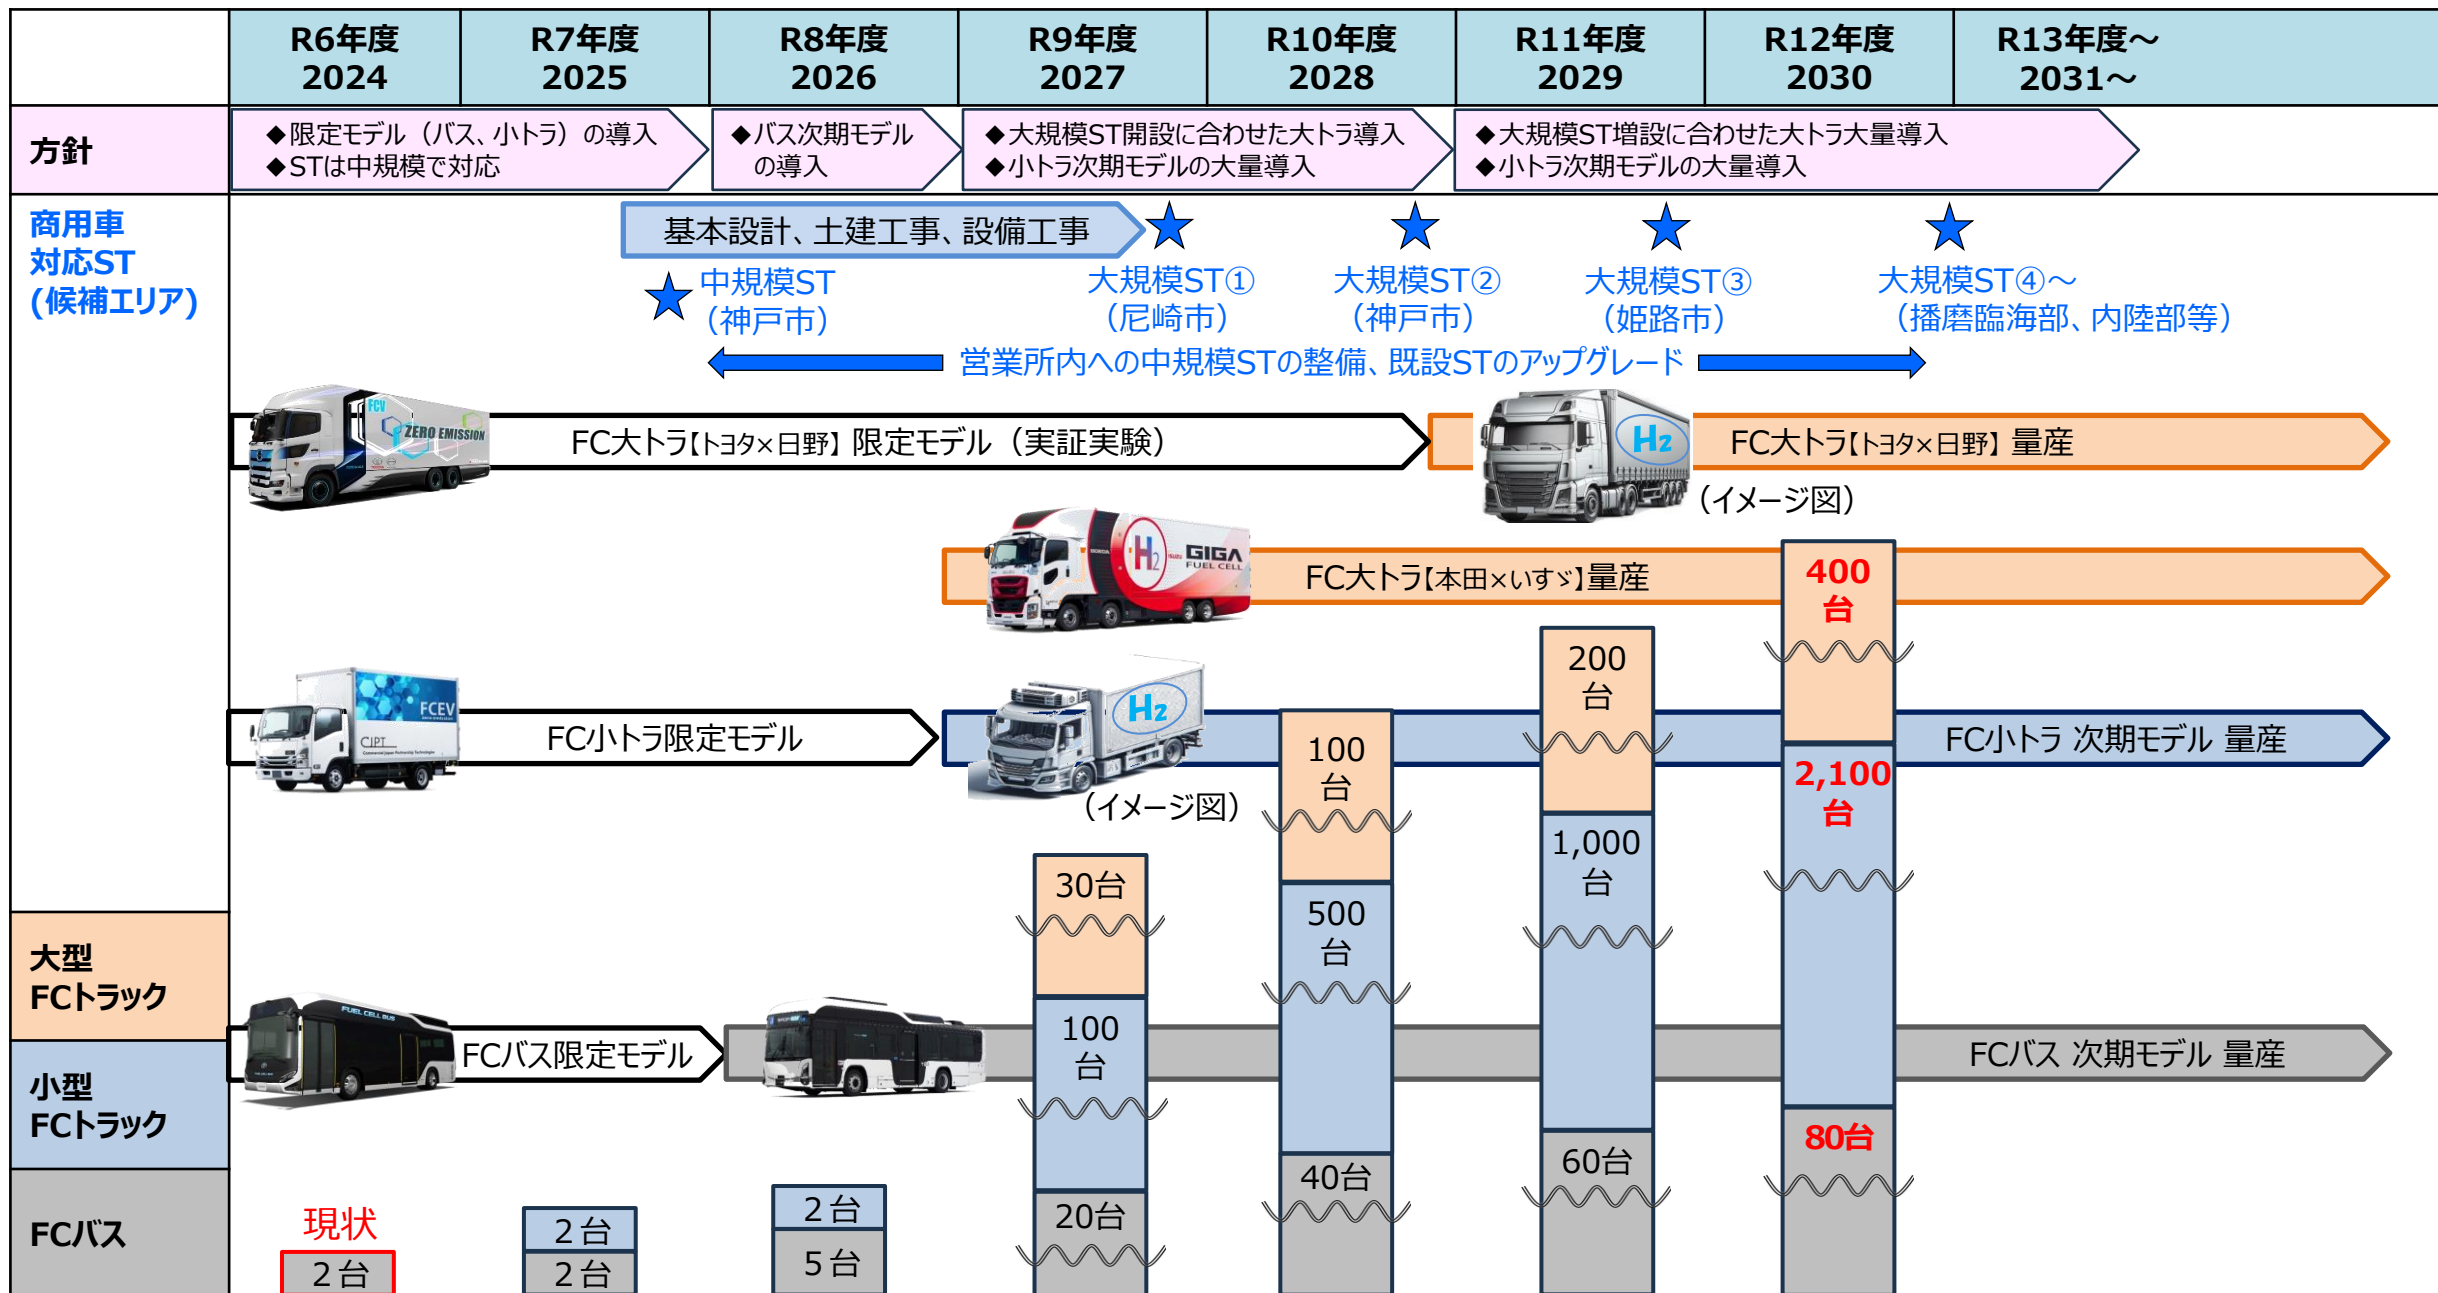 R6年度
2024
R7年度
2025
R8年度
2026
R9年度
2027
R10年度
2028
R11年度
2029
R12年度
2030
R13年度～
2031～
方針
◆限定モデル（バス、小トラ）の導入
◆STは中規模で対応
◆バス次期モデル
の導入
◆大規模ST開設に合わせた大トラ導入
◆小トラ次期モデルの大量導入
◆大規模ST増設に合わせた大トラ大量導入
◆小トラ次期モデルの大量導入
商用車
対応ST
(候補エリア)
基本設計、土建工事、設備工事
中規模ST
（神戸市）
大規模ST①
（尼崎市）
大規模ST②
（神戸市）
大規模ST③
（姫路市）
大規模ST④～
（播磨臨海部、内陸部等）
営業所内への中規模STの整備、既設STのアップグレード
FCV
ZERO EMISSION
FC大トラ【トヨタ×日野】限定モデル（実証実験）
H2
FC大トラ【トヨタ×日野】量産
（イメージ図）
H2
GIGA
FUEL CELL
FC大トラ【本田×いすゞ】量産
400
台
200
台
FCEV
CJPT
Commercial Japan Partnership Technologies
FC小トラ限定モデル
H2
（イメージ図）
100
台
FC小トラ 次期モデル 量産
2,100
台
30台
500
台
1,000
台
大型
FCトラック
FUEL CELL BUS
FCバス限定モデル
100
台
FCバス 次期モデル 量産
小型
FCトラック
80台
60台
40台
20台
FCバス
現状
２台
２台
２台
２台
５台